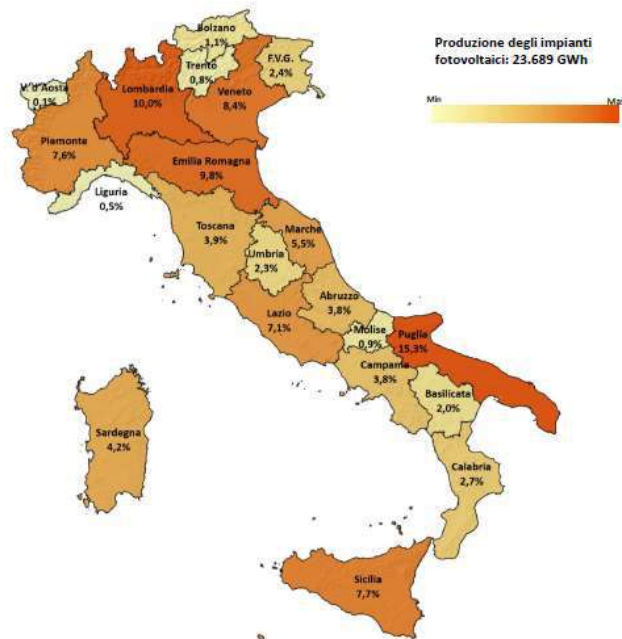 Produzione degli impianti
fotovoltaici: 23.689 GWh
Min
Max
Bolzano
1,1%
Trento
0,8%
F.V.G.
2,4%
V. d'Aosta
0,1%
Lombardia
10,0%
Veneto
8,4%
Piemonte
7,6%
Emilia Romagna
9,8%
Liguria
0,5%
Toscana
3,9%
Marche
5,5%
Umbria
2,3%
Abruzzo
3,8%
Lazio
7,1%
Molise
0,9%
Puglia
15,3%
Campania
3,8%
Basilicata
2,0%
Sardegna
4,2%
Calabria
2,7%
Sicilia
7,7%